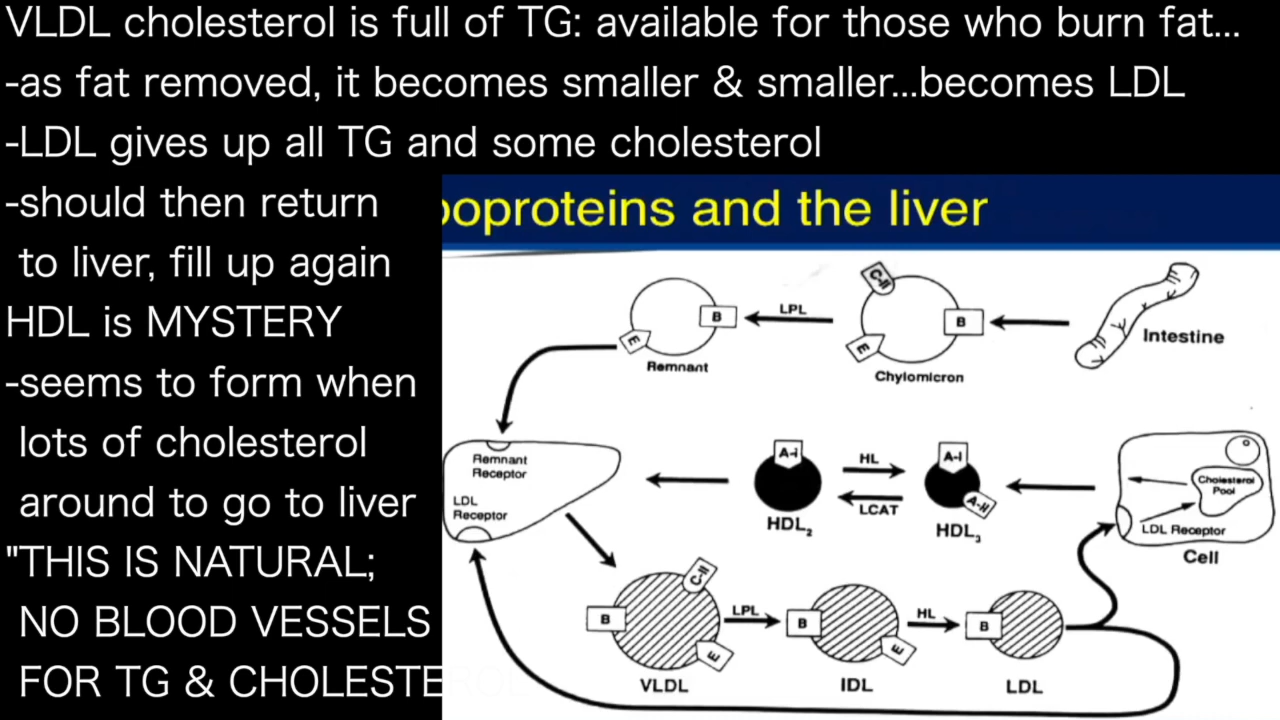 VLDL cholesterol is full of TG: available for those who burn fat...
-as fat removed, it becomes smaller & smaller...becomes LDL
-LDL gives up all TG and some cholesterol
-should then return
to liver, fill up again
HDL is MYSTERY
-seems to form when
lots of cholesterol
around to go to liver
"THIS IS NATURAL;
NO BLOOD VESSELS
FOR TG & CHOLESTEROL
poproteins and the liver
C-II
B
LPL
B
E
E
Intestine
Remnant
Chylomicron
Remnant
Receptor
LDL
Receptor
A-I
HL
A-I
LCAT
A-II
HDL2
HDL3
Cholesterol
Pool
LDL Receptor
Cell
C-II
B
LPL
B
HL
B
E
E
VLDL
IDL
LDL